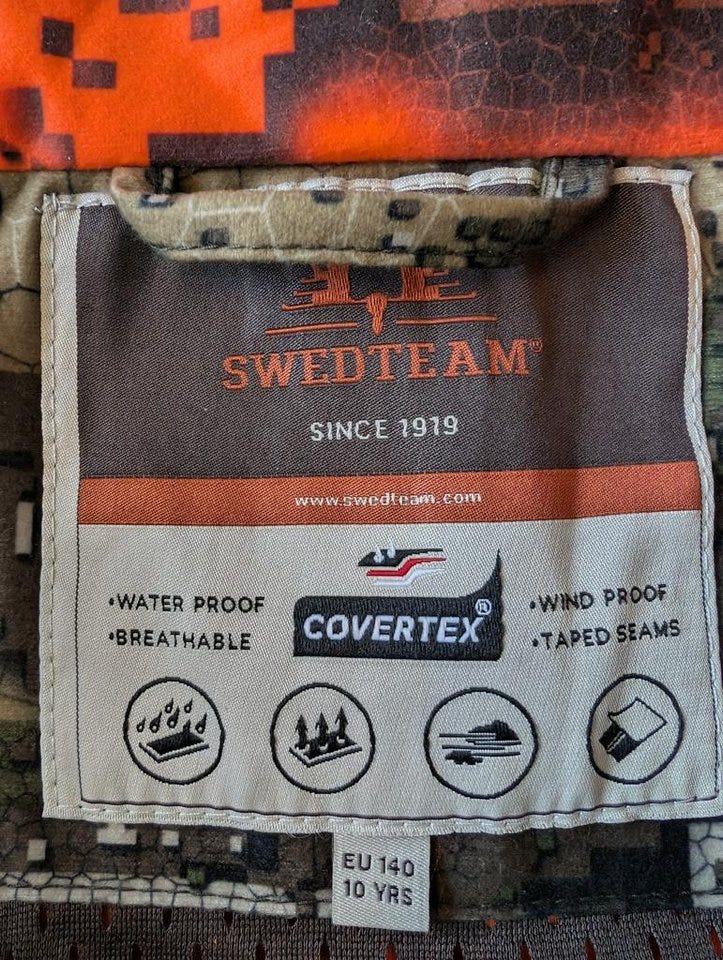 SWEDTEAM®
SINCE 1919
www.swedteam.com
•WATER PROOF
•BREATHABLE
COVERTEX®
•WIND PROOF
•TAPED SEAMS
EU 140
10 YRS